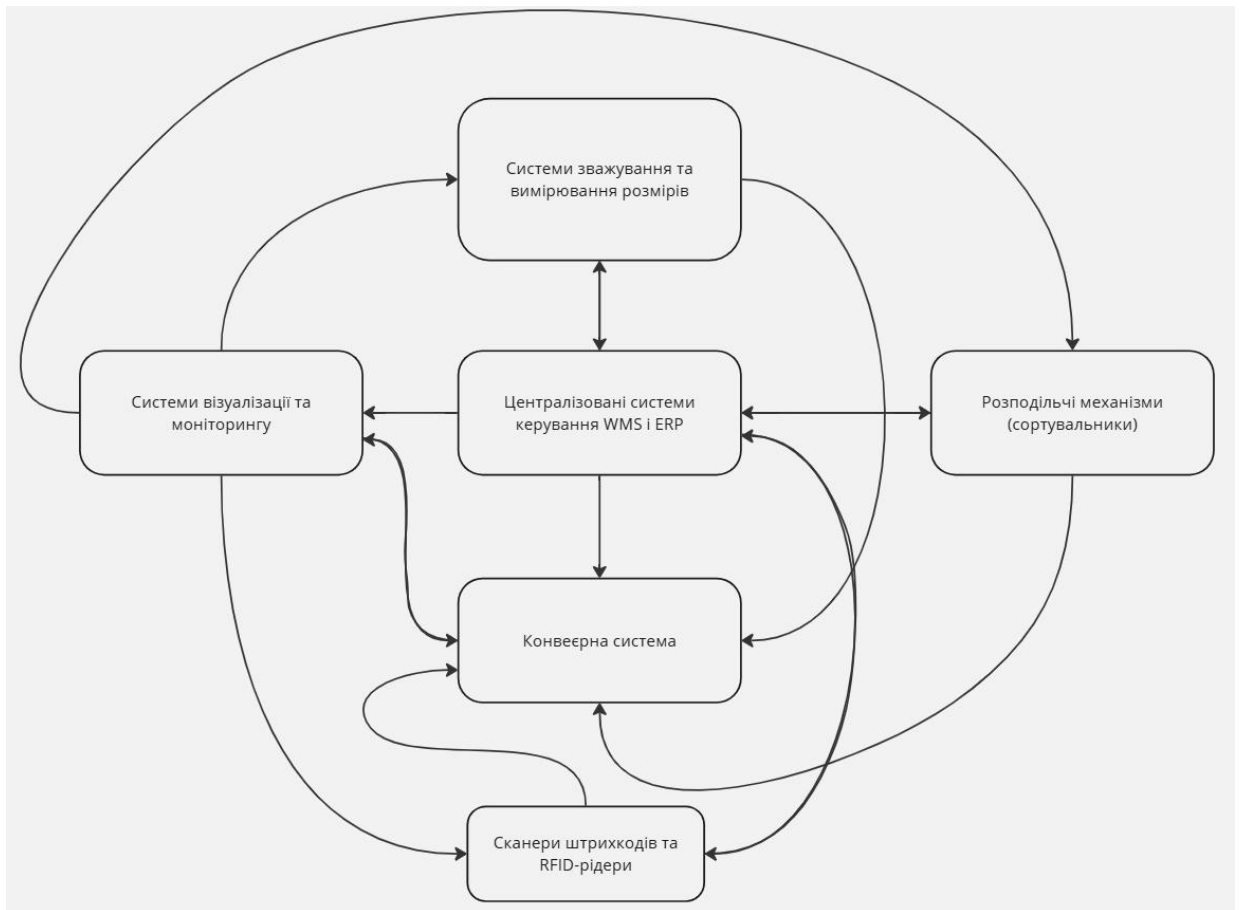 Системи зважування та
вимірювання розмірів
Системи візуалізації та
моніторингу
Централізовані системи
керування WMS і ERP
Розподільчі механізми
(сортувальники)
Конвеєрна система
Сканери штрихкодів та
RFID-рідери